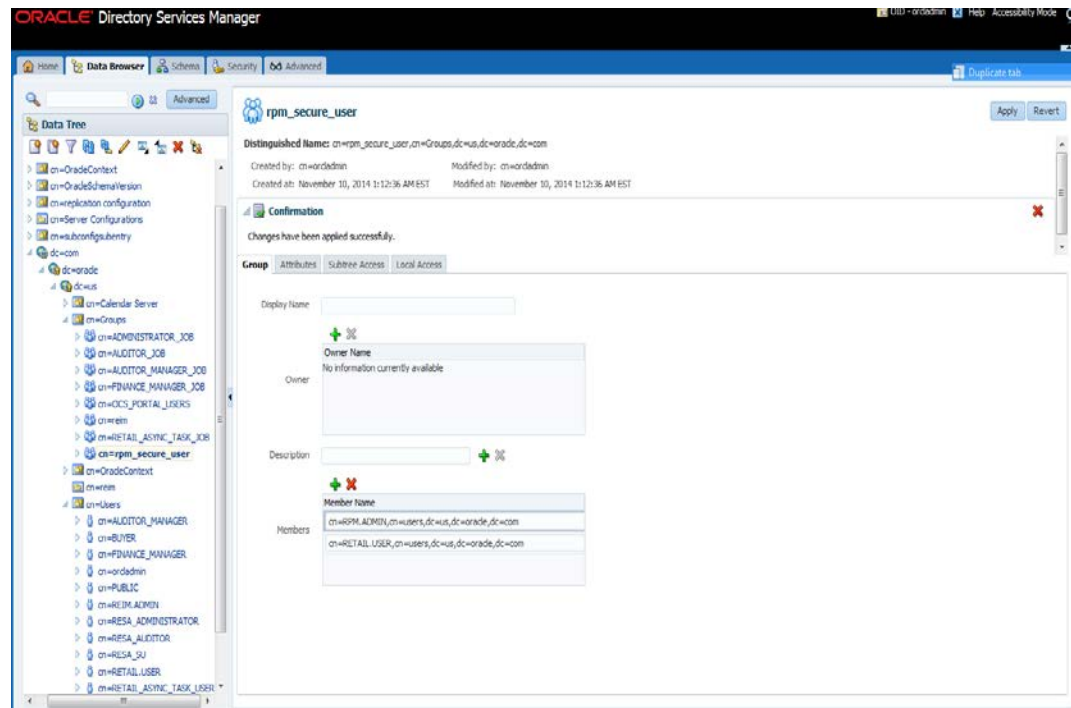 ORACLE Directory Services Manager
OID - orcladmin Help Accessibility Mode
Home Data Browser Schema Security Advanced
Duplicate tab
Advanced
Data Tree
cn=OracleContext
cn=OracleSchemaVersion
cn=replication configuration
cn=Server Configurations
cn=subconfigsubentry
dc=com
dc=oracle
dc=us
cn=Calendar Server
cn=Groups
cn=ADMINISTRATOR_JOB
cn=AUDITOR_JOB
cn=AUDITOR_MANAGER_JOB
cn=FINANCE_MANAGER_JOB
cn=OCS_PORTAL_USERS
cn=reim
cn=RETAIL_ASYNC_TASK_JOB
cn=rpm_secure_user
cn=OracleContext
cn=reim
cn=Users
cn=AUDITOR_MANAGER
cn=BUYER
cn=FINANCE_MANAGER
cn=orcladmin
cn=PUBLIC
cn=REIM.ADMIN
cn=RESA_ADMINISTRATOR
cn=RESA_AUDITOR
cn=RESA_SU
cn=RETAIL.USER
cn=RETAIL_ASYNC_TASK_USER
rpm_secure_user
Apply Revert
Distinguished Name: cn=rpm_secure_user,cn=Groups,dc=us,dc=oracle,dc=com
Created by: cn=orcladmin Modified by: cn=orcladmin
Created at: November 10, 2014 1:12:36 AM EST Modified at: November 10, 2014 1:12:36 AM EST
Confirmation
Changes have been applied successfully.
Group Attributes Subtree Access Local Access
Display Name
Owner Name
No information currently available
Owner
Description
Member Name
cn=RPM.ADMIN,cn=users,dc=us,dc=oracle,dc=com
Members
cn=RETAIL.USER,cn=users,dc=us,dc=oracle,dc=com